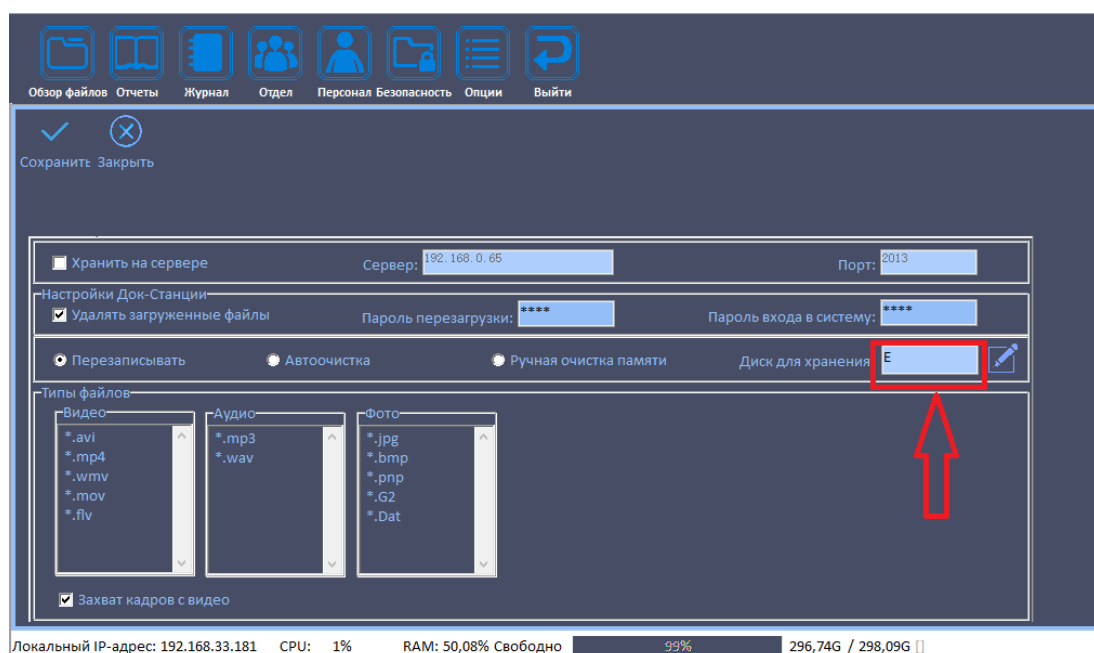 Обзор файлов Отчеты Журнал Отдел Персонал Безопасность Опции Выйти
Сохранить Закрыть
Хранить на сервере Сервер: 192.168.0.65 Порт: 2013
Настройки Док-Станции
Удалять загруженные файлы Пароль перезагрузки: **** Пароль входа в систему: ****
Перезаписывать Автоочистка Ручная очистка памяти Диск для хранения E
Типы файлов
Видео Аудио Фото
*.avi *.mp3 *.jpg
*.mp4 *.wav *.bmp
*.wmv *.pnp
*.mov *.G2
*.flv *.Dat
Захват кадров с видео
Локальный IP-адрес: 192.168.33.181 CPU: 1% RAM: 50,08% Свободно 99% 296,74G / 298,09G []